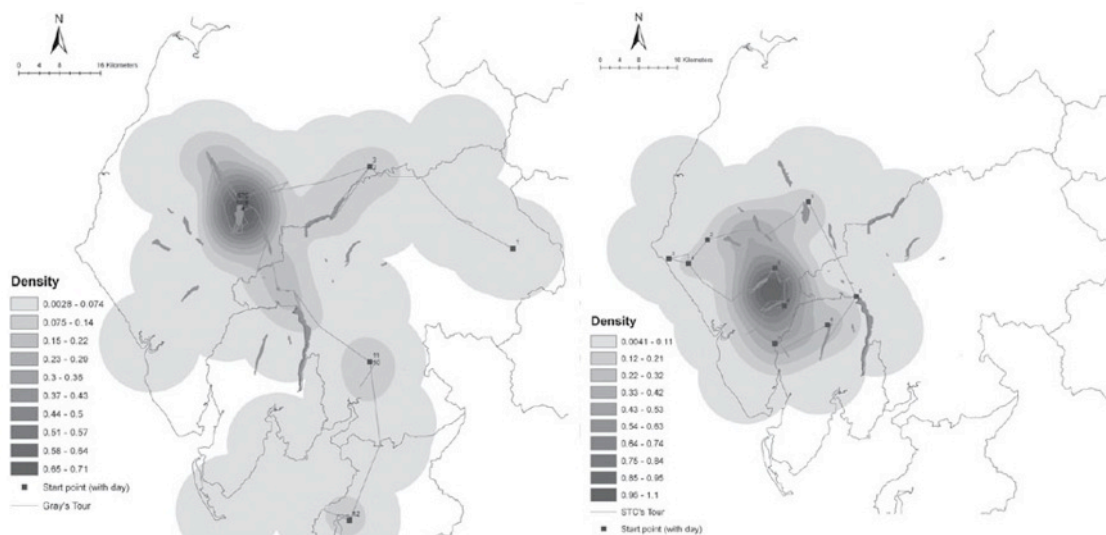 N
0 4 8 16 Kilometers
3
1
11
10
12
Density
0.0028 - 0.074
0.075 - 0.14
0.15 - 0.22
0.23 - 0.29
0.3 - 0.36
0.37 - 0.43
0.44 - 0.5
0.51 - 0.57
0.58 - 0.64
0.65 - 0.71
Start point (with day)
Gray's Tour
N
0 4 8 16 Kilometers
Density
0.0041 - 0.11
0.12 - 0.21
0.22 - 0.32
0.33 - 0.42
0.43 - 0.53
0.54 - 0.63
0.64 - 0.74
0.75 - 0.84
0.85 - 0.95
0.96 - 1.1
STC's Tour
Start point (with day)